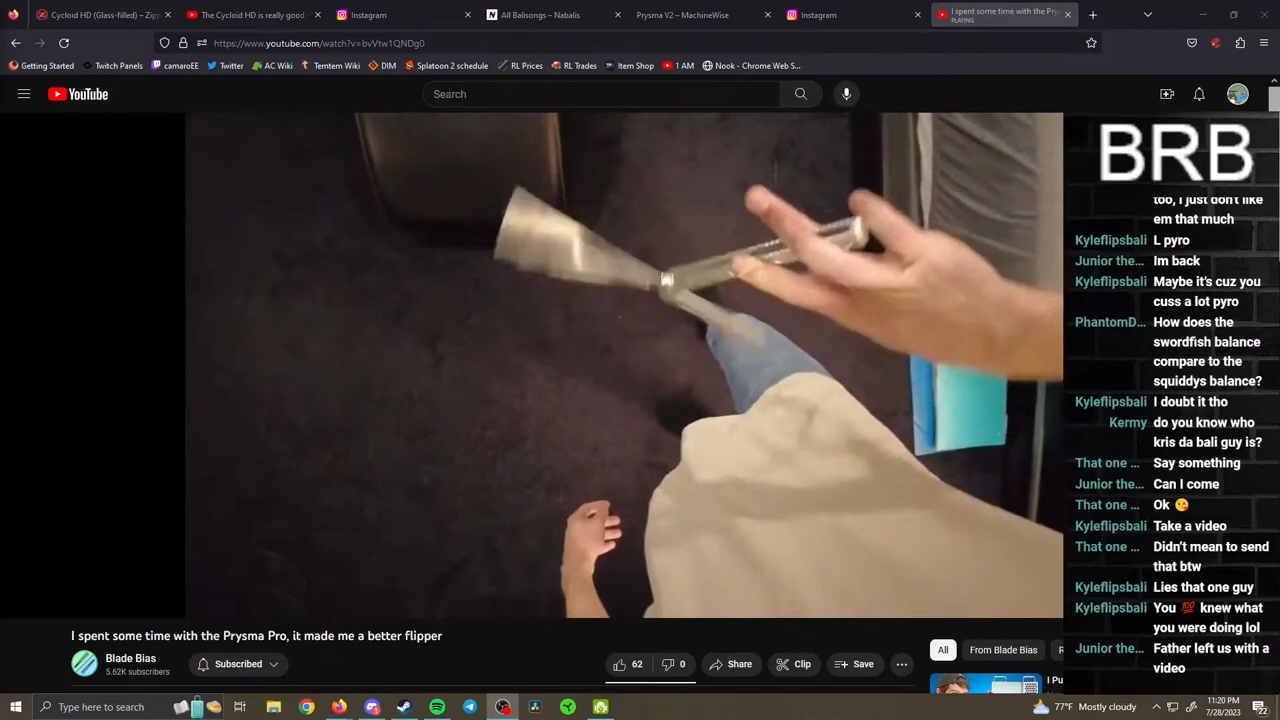 Cycloid HD (Glass-filled) – Zip
The Cycloid HD is really good -
Instagram
All Balisongs – Nabalis
Prysma V2 – MachineWise
Instagram
I spent some time with the Prys
PLAYING
https://www.youtube.com/watch?v=bvVtw1QNDg0
Getting Started
Twitch Panels
camaroEE
Twitter
AC Wiki
Temtem Wiki
DIM
Splatoon 2 schedule
RL Prices
RL Trades
Item Shop
1 AM
Nook - Chrome Web S...
YouTube
Search
BRB
too, I just don't like
em that much
Kyleflipsbali L pyro
Junior the... Im back
Kyleflipsbali Maybe it's cuz you
cuss a lot pyro
PhantomD... How does the
swordfish balance
compare to the
squiddys balance?
Kyleflipsbali I doubt it tho
Kermy do you know who
kris da bali guy is?
That one ... Say something
Junior the... Can I come
That one ... Ok 😘
Kyleflipsbali Take a video
That one ... Didn't mean to send
that btw
Kyleflipsbali Lies that one guy
Kyleflipsbali You 💯 knew what
you were doing lol
Junior the... Father left us with a
video
I spent some time with the Prysma Pro, it made me a better flipper
Blade Bias
5.62K subscribers
Subscribed
62
0
Share
Clip
Save
All
From Blade Bias
I Pu
Type here to search
77°F Mostly cloudy
11:20 PM
7/28/2023
22